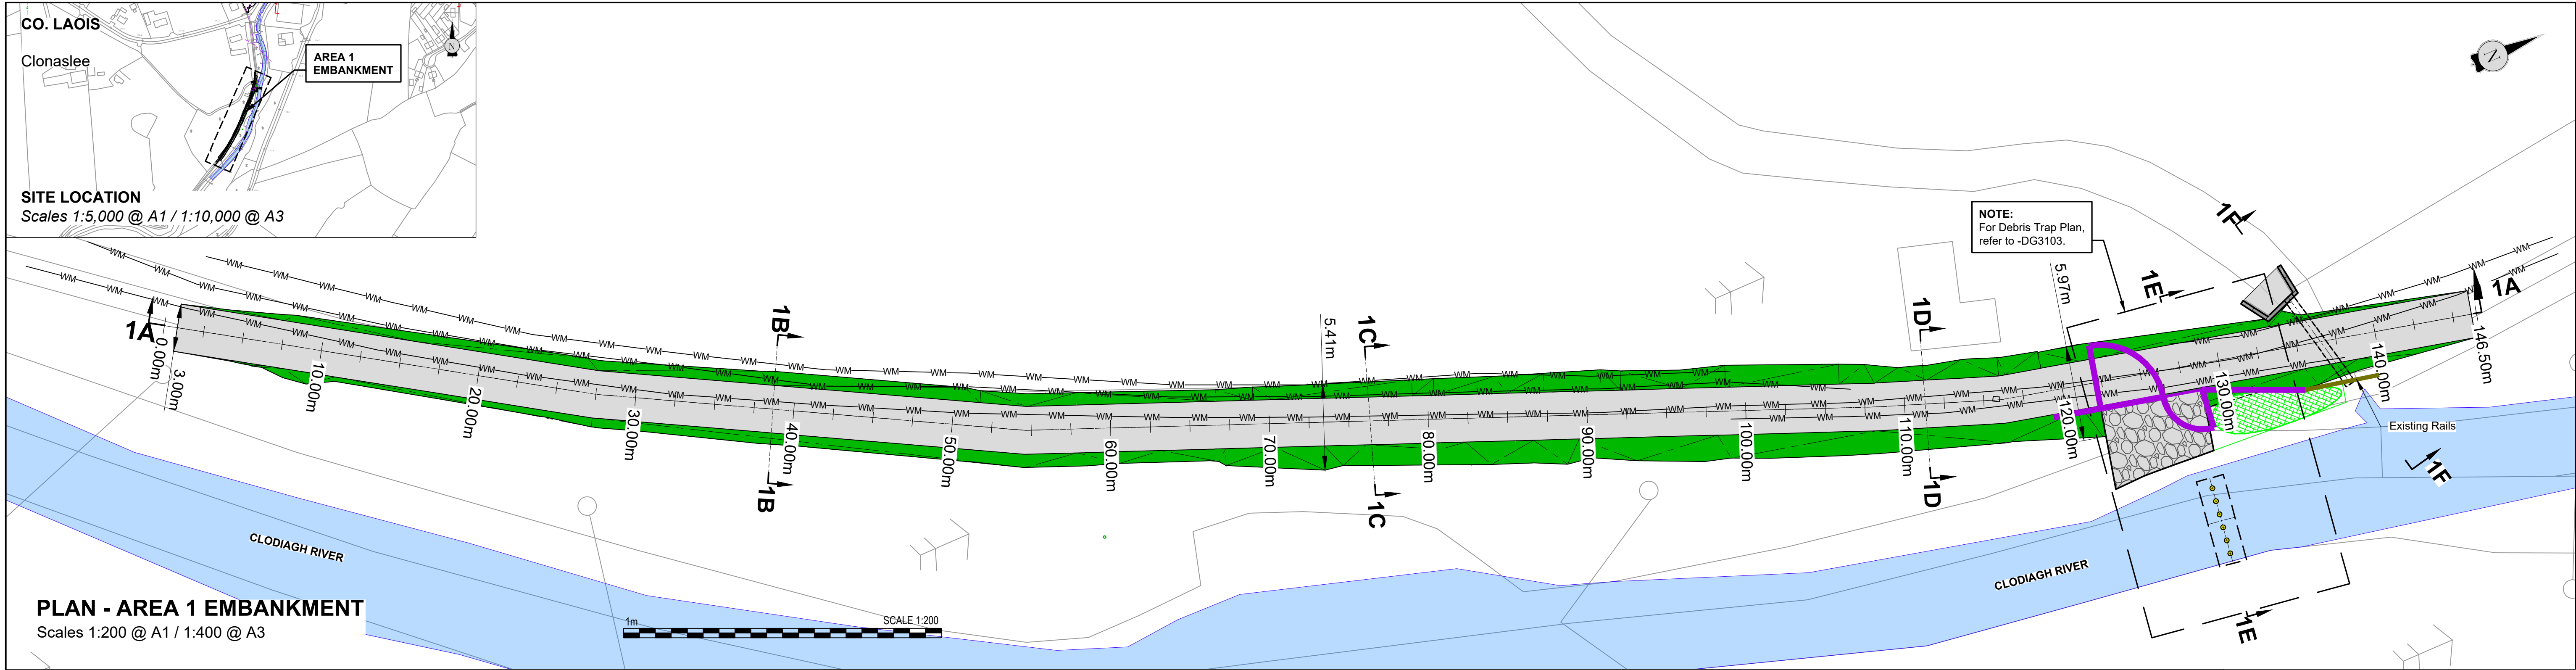 CO. LAOIS
Clonaslee
AREA 1
EMBANKMENT
N
SITE LOCATION
Scales 1:5,000 @ A1 / 1:10,000 @ A3
N
NOTE:
For Debris Trap Plan,
refer to -DG3103.
1F
1E
1A
1A
1B
1C
1D
5.41m
5.97m
3.00m
0.00m
10.00m
20.00m
30.00m
40.00m
50.00m
60.00m
70.00m
80.00m
90.00m
100.00m
110.00m
120.00m
130.00m
140.00m
146.50m
WM
1B
1C
1D
Existing Rails
1F
1E
CLODIAGH RIVER
CLODIAGH RIVER
PLAN - AREA 1 EMBANKMENT
Scales 1:200 @ A1 / 1:400 @ A3
1m
SCALE 1:200